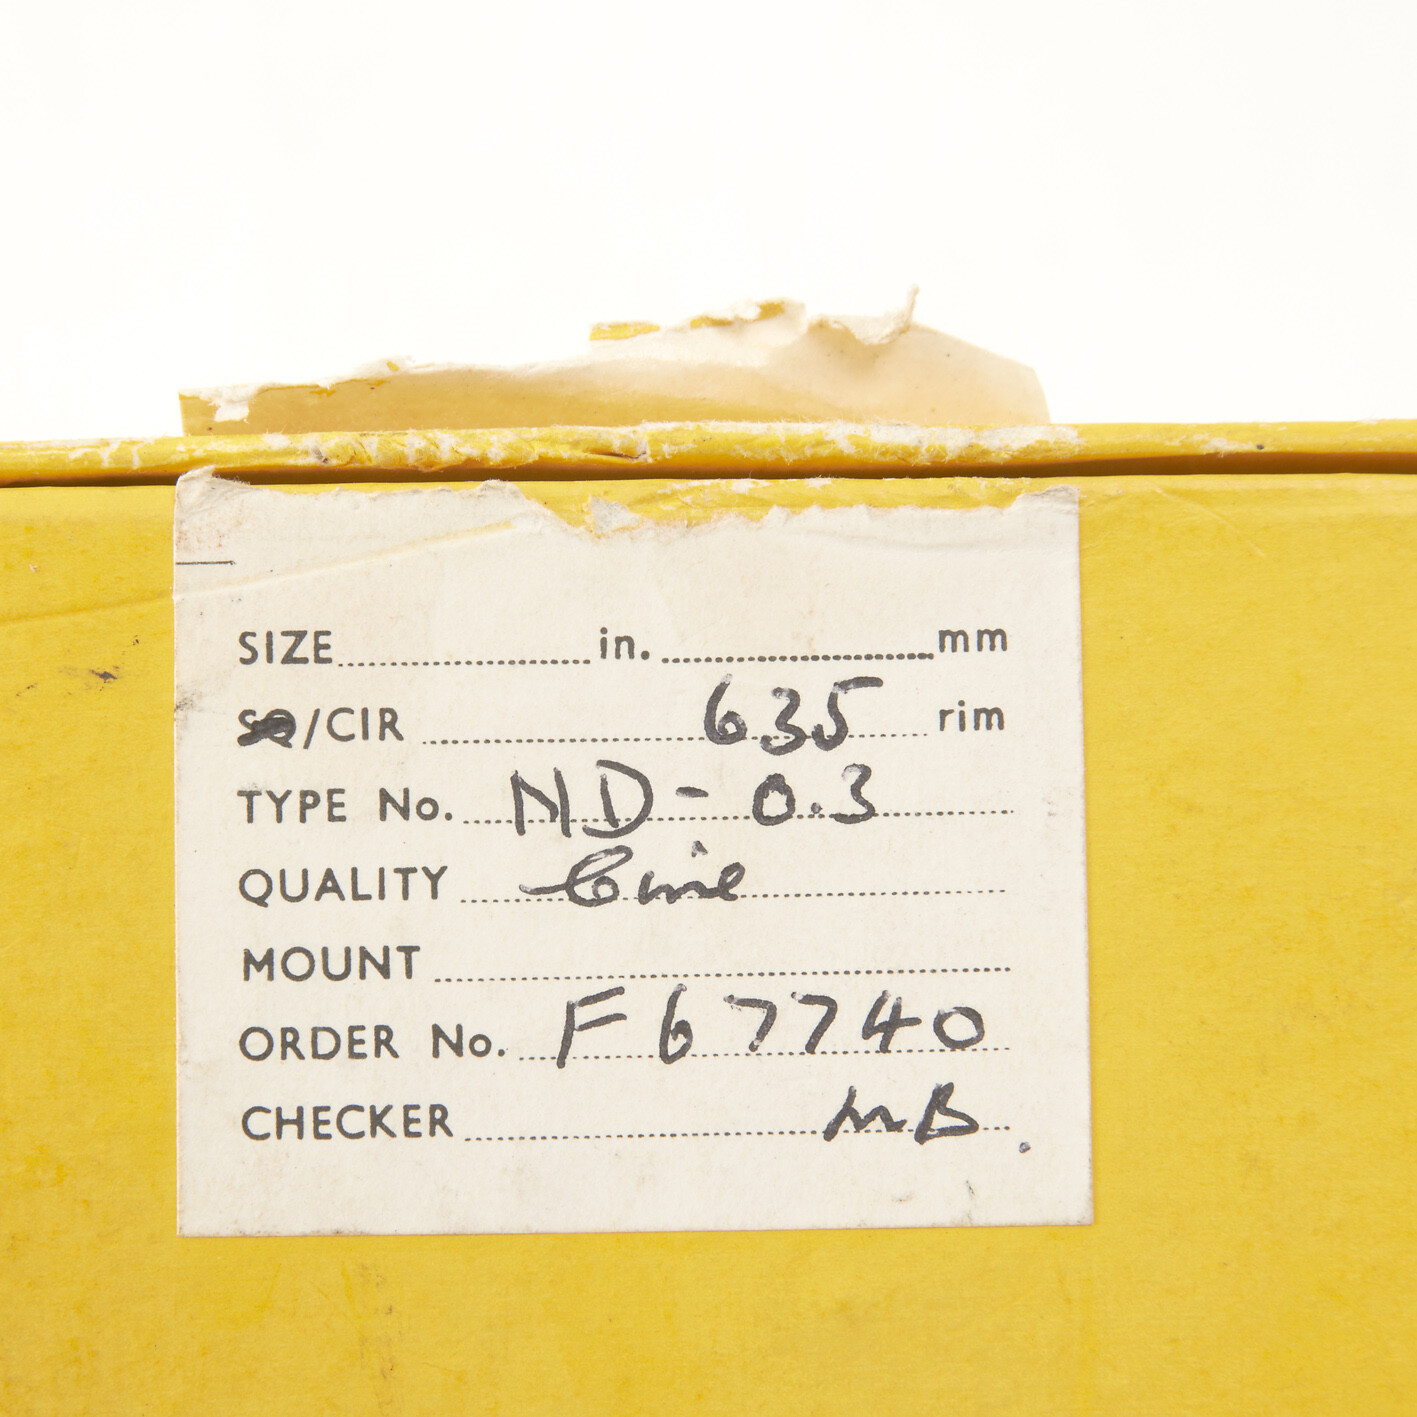 SIZE in. mm
SQ/CIR 635 rim
TYPE No. ND-0.3
QUALITY Cine
MOUNT
ORDER No. F67740
CHECKER MB.